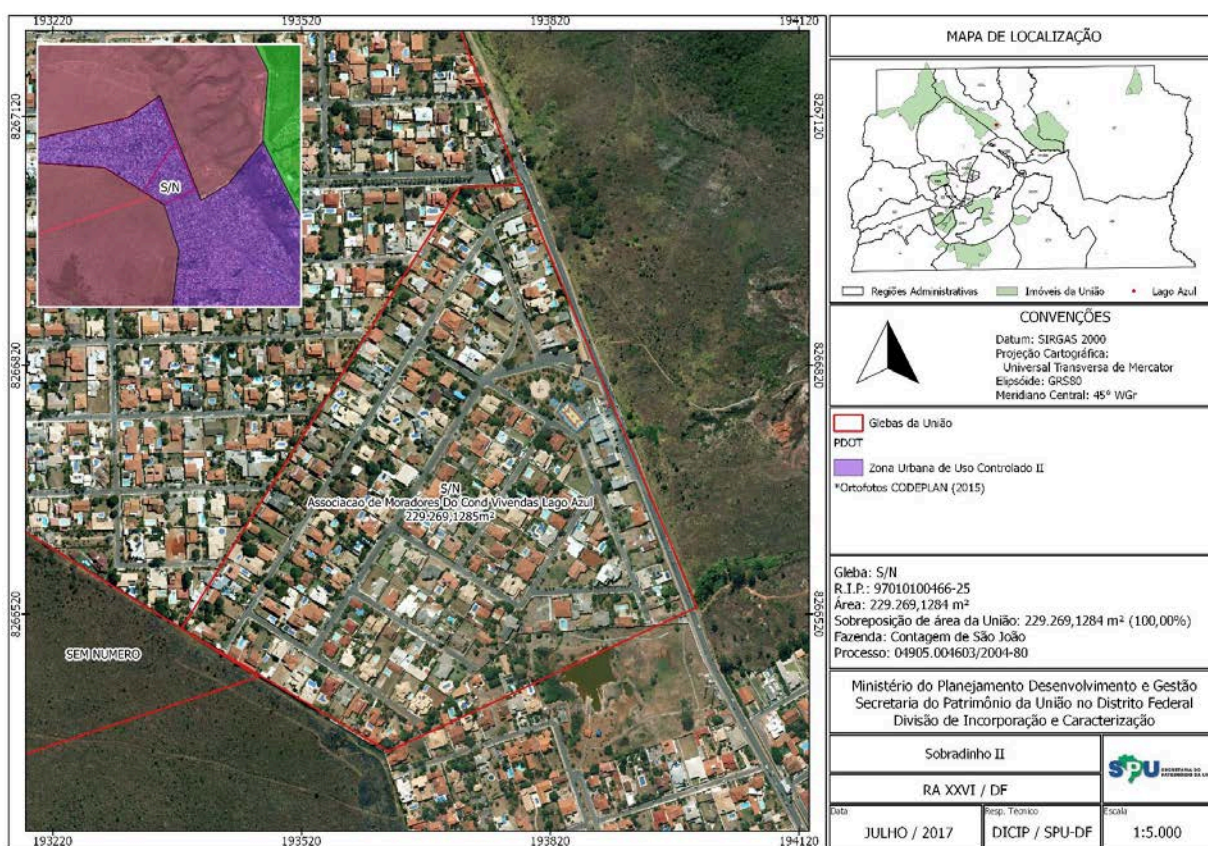 193220 193520 193820 194120
8267120
8266820
8266520
8267120
8266820
8266520
S/N
S/N
Associacao de Moradores Do Cond Vivendas Lago Azul
229.269,1285m²
SEM NUMERO
193220 193520 193820 194120
MAPA DE LOCALIZAÇÃO
Regiões Administrativas Imóveis da União Lago Azul
CONVENÇÕES
Datum: SIRGAS 2000
Projeção Cartográfica:
Universal Transversa de Mercator
Elipsóide: GRS80
Meridiano Central: 45° WGr
Glebas da União
PDOT
Zona Urbana de Uso Controlado II
*Ortofotos CODEPLAN (2015)
Gleba: S/N
R.I.P.: 97010100466-25
Área: 229.269,1284 m²
Sobreposição de área da União: 229.269,1284 m² (100,00%)
Fazenda: Contagem de São João
Processo: 04905.004603/2004-80
Ministério do Planejamento Desenvolvimento e Gestão
Secretaria do Patrimônio da União no Distrito Federal
Divisão de Incorporação e Caracterização
Sobradinho II
RA XXVI / DF
SPU SECRETARIA DO
PATRIMÔNIO DA UNIÃO
Data
JULHO / 2017
Resp. Técnico
DICIP / SPU-DF
Escala
1:5.000